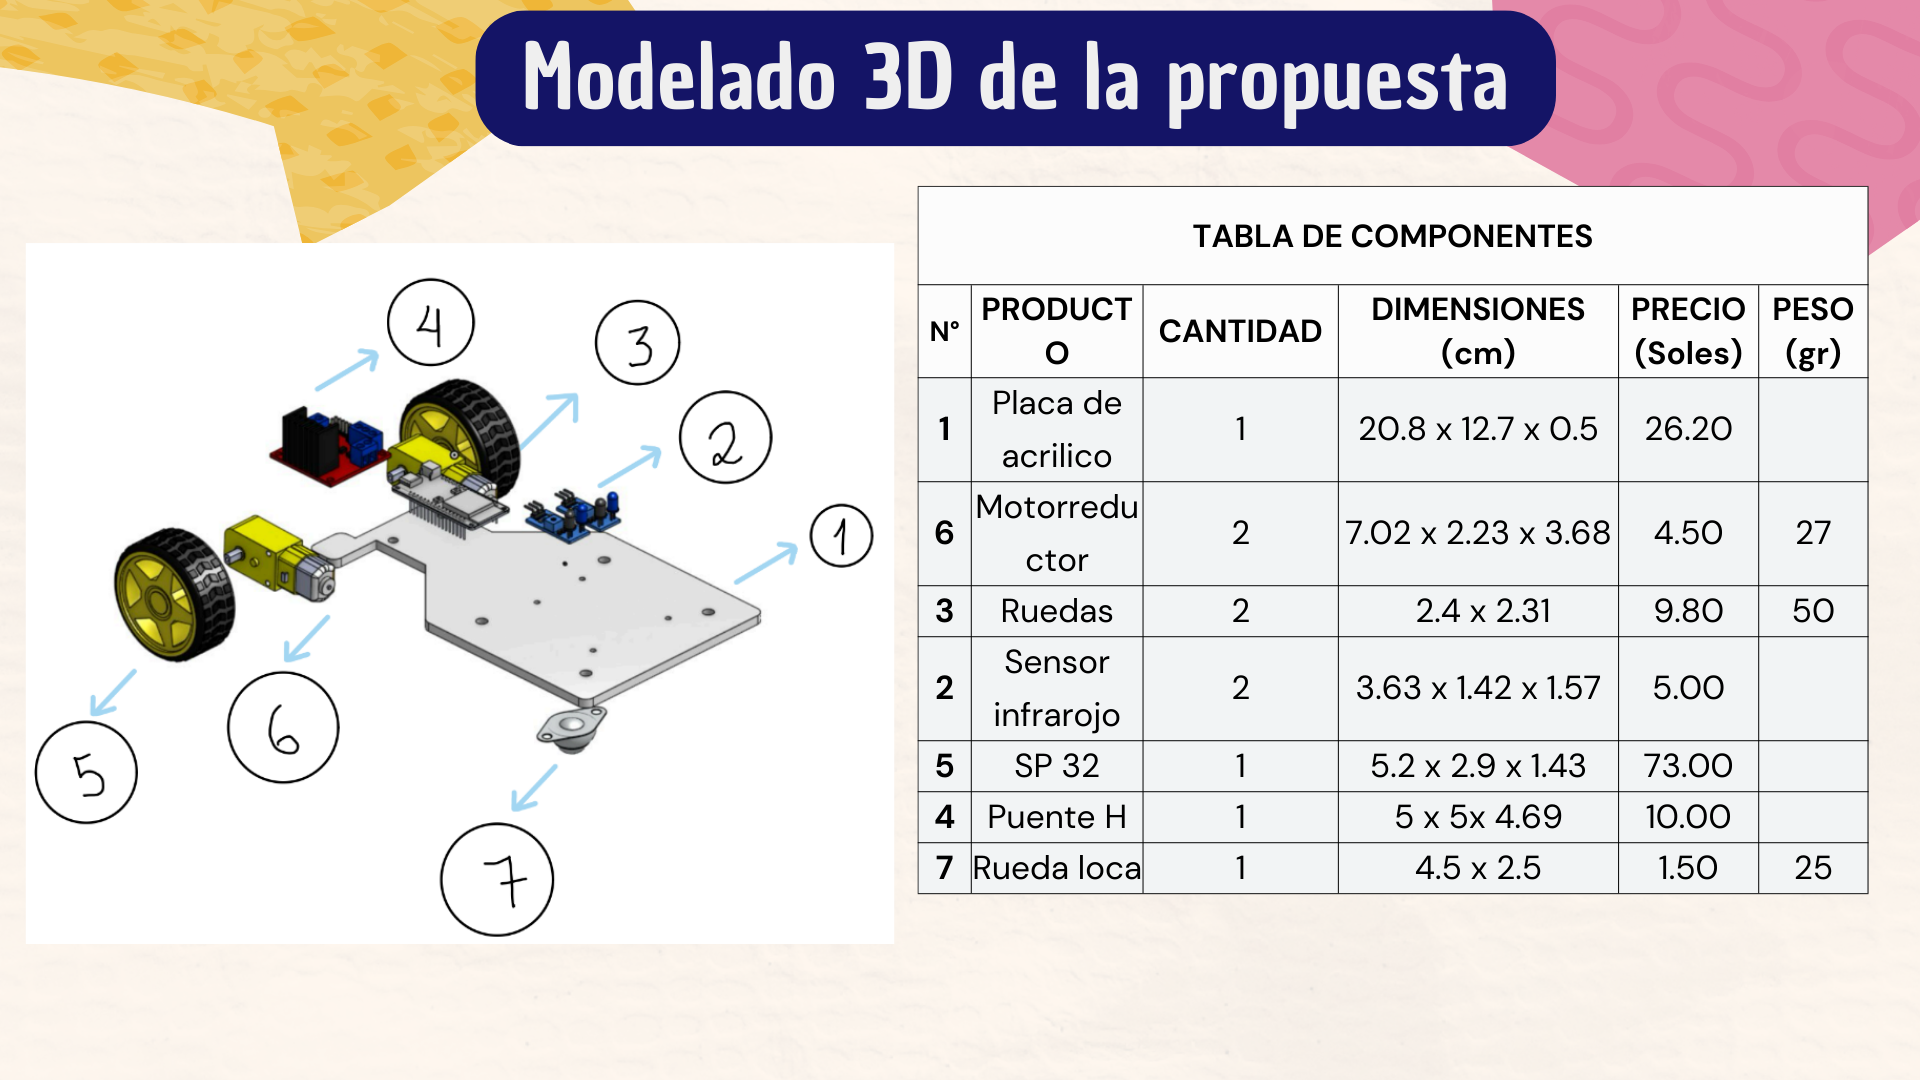 Modelado 3D de la propuesta
4
3
2
1
6
5
7
TABLA DE COMPONENTES
N° PRODUCT CANTIDAD DIMENSIONES PRECIO PESO
O (cm) (Soles) (gr)
1 Placa de 1 20.8 x 12.7 x 0.5 26.20
acrilico
6 Motorredu 2 7.02 x 2.23 x 3.68 4.50 27
ctor
3 Ruedas 2 2.4 x 2.31 9.80 50
2 Sensor 2 3.63 x 1.42 x 1.57 5.00
infrarojo
5 SP 32 1 5.2 x 2.9 x 1.43 73.00
4 Puente H 1 5 x 5x 4.69 10.00
7 Rueda loca 1 4.5 x 2.5 1.50 25